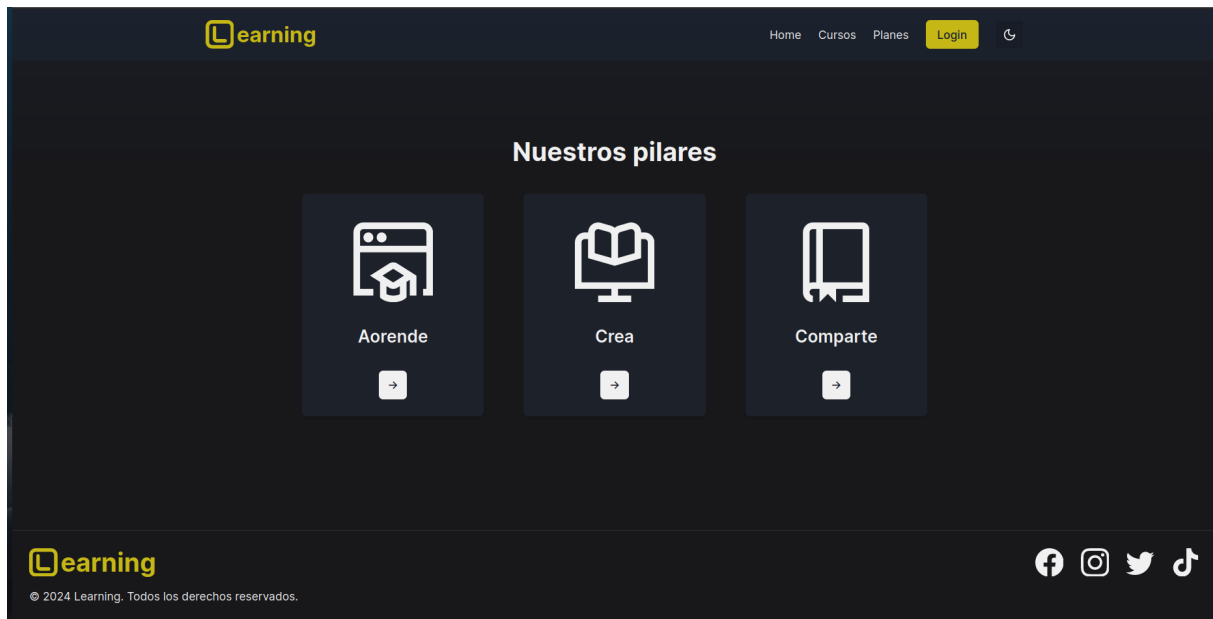 Learning
Home Cursos Planes Login
Nuestros pilares
Aorende Crea Comparte
Learning
© 2024 Learning. Todos los derechos reservados.